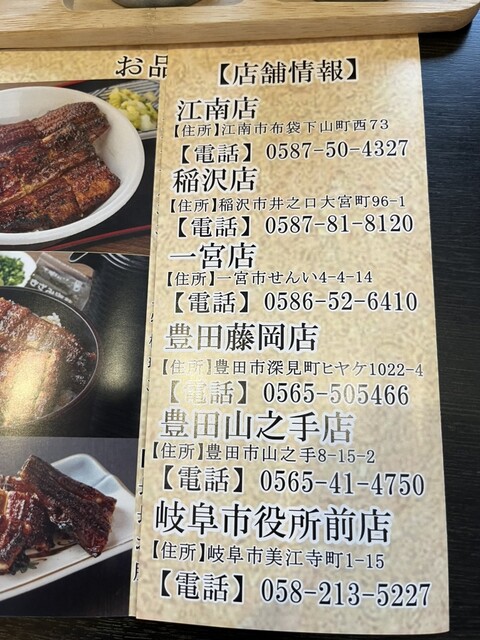 お品
【店舗情報】
江南店
【住所】江南市布袋下山町西73
【電話】0587-50-4327
稲沢店
【住所】稲沢市井之口大宮町96-1
【電話】0587-81-8120
一宮店
【住所】一宮市せんい4-4-14
【電話】0586-52-6410
豊田藤岡店
【住所】豊田市深見町ヒヤケ1022-4
【電話】0565-505466
豊田山之手店
【住所】豊田市山之手8-15-2
【電話】0565-41-4750
岐阜市役所前店
【住所】岐阜市美江寺町1-15
【電話】058-213-5227